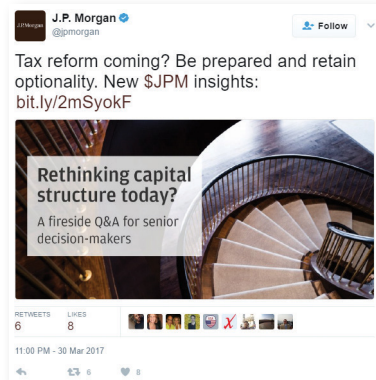 J.P.Morgan
J.P. Morgan
@jpmorgan
Follow
Tax reform coming? Be prepared and retain
optionality. New $JPM insights:
bit.ly/2mSyokF
Rethinking capital
structure today?
A fireside Q&A for senior
decision-makers
RETWEETS LIKES
6 8
11:00 PM - 30 Mar 2017
6 8